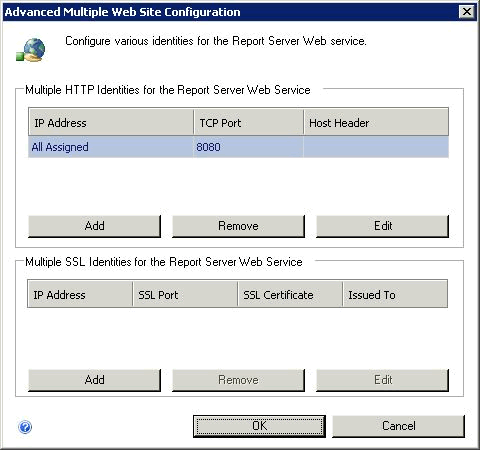 Advanced Multiple Web Site Configuration
Configure various identities for the Report Server Web service.
Multiple HTTP Identities for the Report Server Web Service
IP Address TCP Port Host Header
All Assigned 8080
Add Remove Edit
Multiple SSL Identities for the Report Server Web Service
IP Address SSL Port SSL Certificate Issued To
Add Remove Edit
OK Cancel